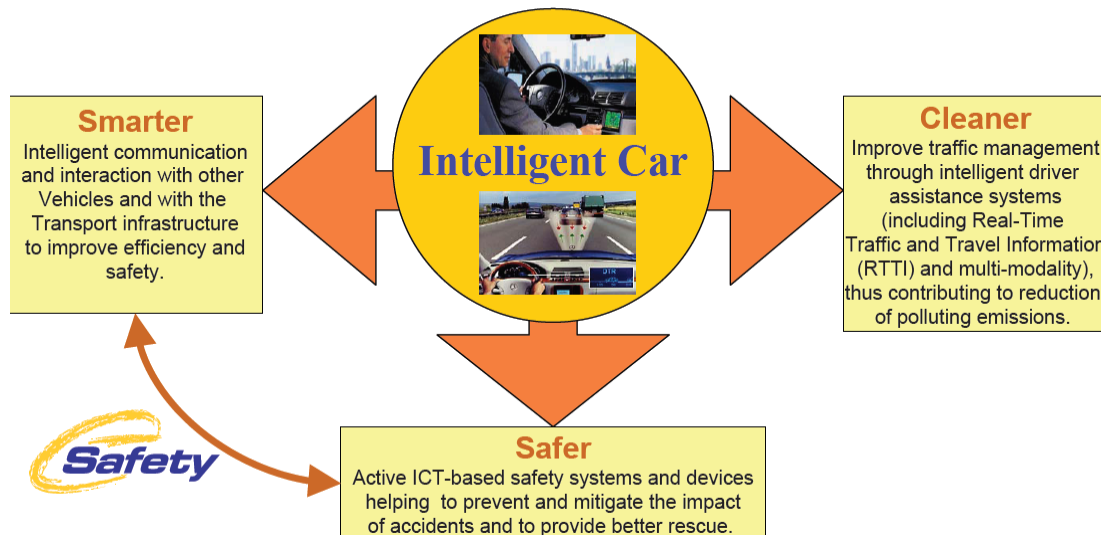 Intelligent Car
Smarter
Intelligent communication
and interaction with other
Vehicles and with the
Transport infrastructure
to improve efficiency and
safety.
Cleaner
Improve traffic management
through intelligent driver
assistance systems
(including Real-Time
Traffic and Travel Information
(RTTI) and multi-modality),
thus contributing to reduction
of polluting emissions.
Safety
Safer
Active ICT-based safety systems and devices
helping to prevent and mitigate the impact
of accidents and to provide better rescue.